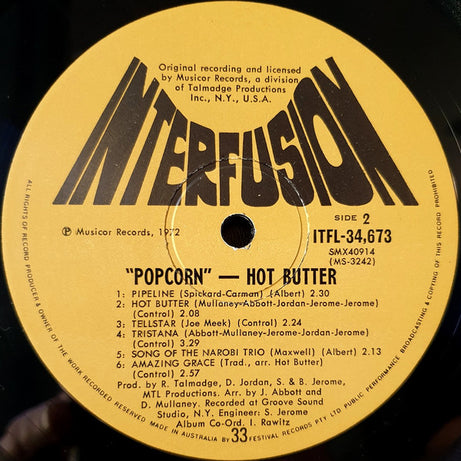 Original recording and licensed
by Musicor Records, a division
of Talmadge Productions
Inc., N.Y., U.S.A.
INTERFUSION
SIDE 2
℗ Musicor Records, 1972
ITFL-34,673
SMX40914
(MS-3242)
"POPCORN" — HOT BUTTER
1: PIPELINE (Spickard-Carman) (Albert) 2.30
2: HOT BUTTER (Mullaney-Abbott-Jordan-Jerome-Jerome)
(Control) 2.08
3: TELLSTAR (Joe Meek) (Control) 2.24
4: TRISTANA (Abbott-Mullaney-Jerome-Jordan-Jerome)
(Control) 3.29
5: SONG OF THE NAROBI TRIO (Maxwell) (Albert) 2.13
6: AMAZING GRACE (Trad., arr. Hot Butter)
(Control) 2.57
Prod. by R. Talmadge, D. Jordan, S. & B. Jerome,
MTL Productions. Arr. by J. Abbott and
D. Mullaney. Recorded at Groove Sound
Studio, N.Y. Engineer: S. Jerome
Album Co-Ord. I. Rawitz
33
ALL RIGHTS OF RECORD PRODUCER & OWNER OF RECORDED WORK RESERVED MADE IN AUSTRALIA BY FESTIVAL RECORDS PTY LTD PUBLIC PERFORMANCE BROADCASTING & COPYING OF THIS RECORD PROHIBITED.